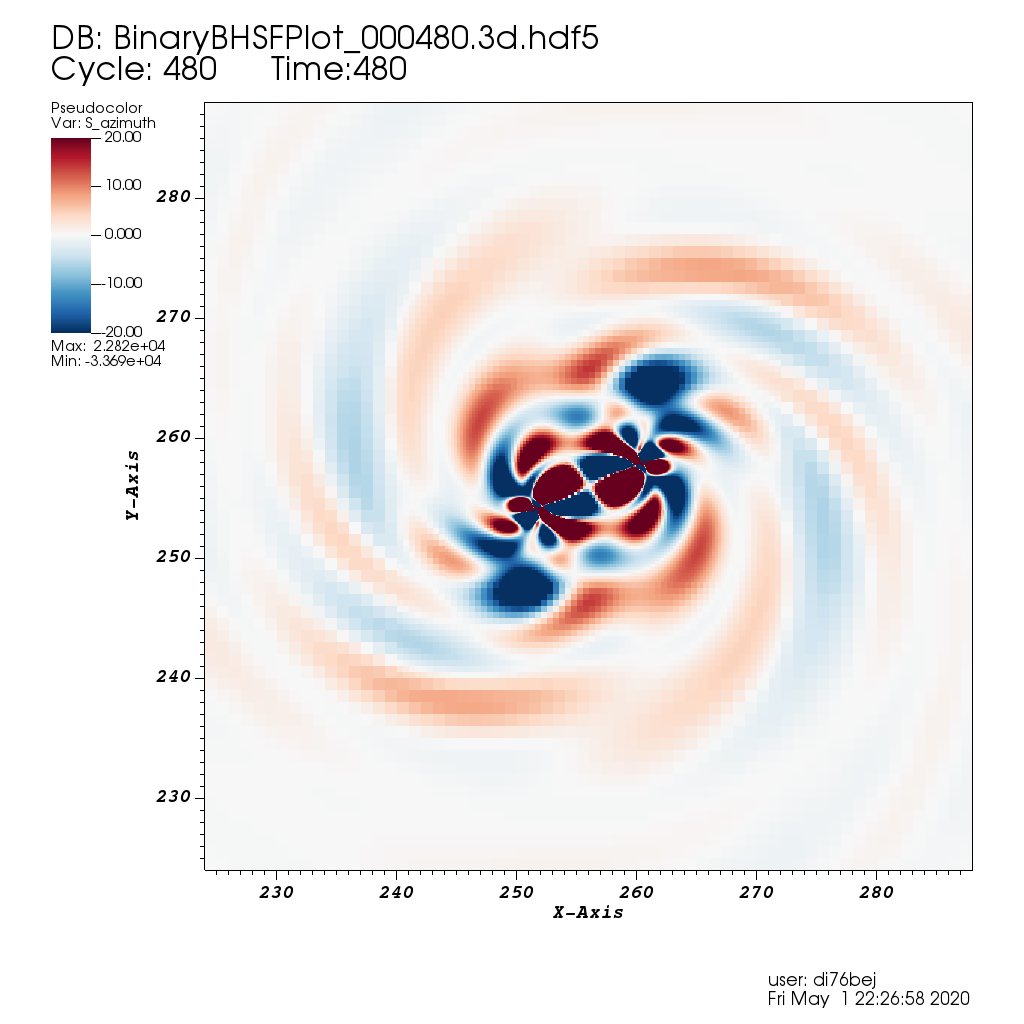 DB: BinaryBHSFPlot_000480.3d.hdf5
Cycle: 480 Time:480
Pseudocolor
Var: S_azimuth
20.00
10.00
0.000
-10.00
-20.00
Max: 2.282e+04
Min: -3.369e+04
280
270
260
250
240
230
Y-Axis
230 240 250 260 270 280
X-Axis
user: di76bej
Fri May 1 22:26:58 2020